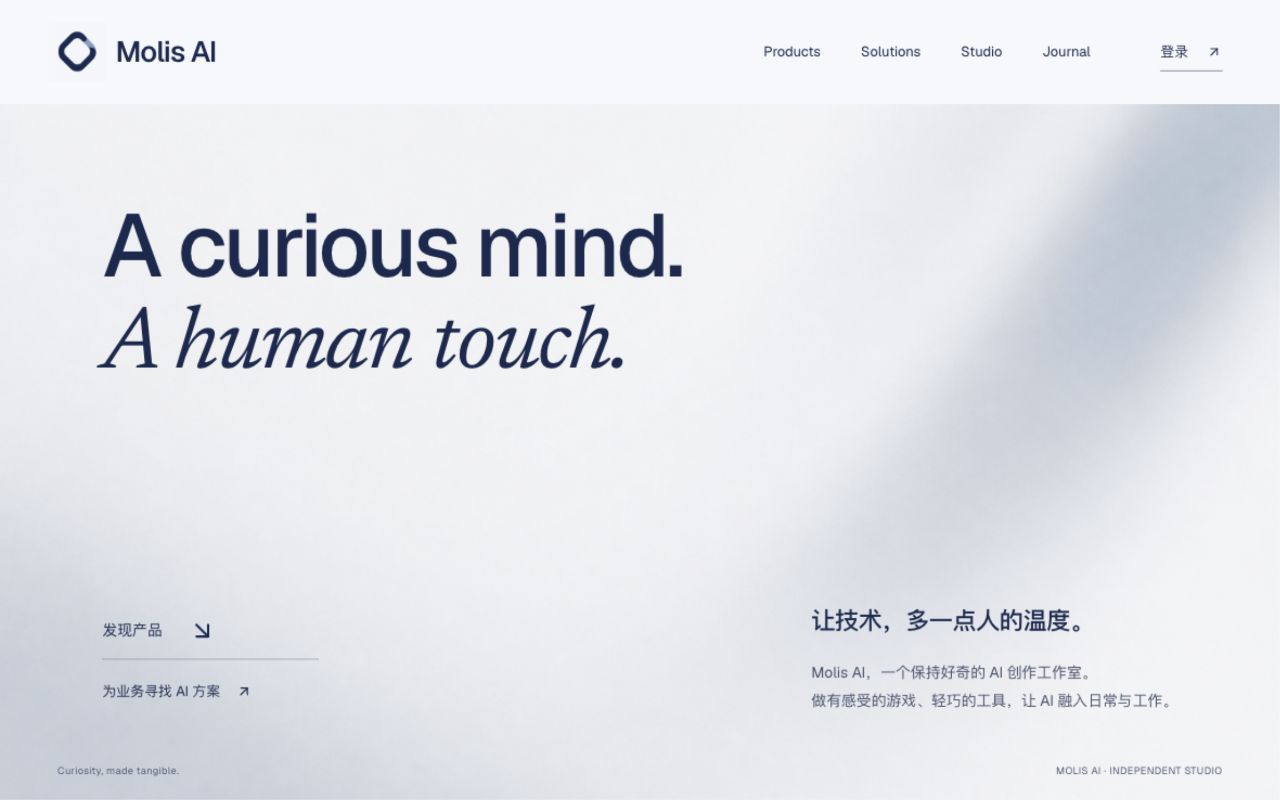 Molis AI
Products
Solutions
Studio
Journal
登录
A curious mind.
A human touch.
发现产品
为业务寻找 AI 方案
让技术，多一点人的温度。
Molis AI，一个保持好奇的 AI 创作工作室。
做有感受的游戏、轻巧的工具，让 AI 融入日常与工作。
Curiosity, made tangible.
MOLIS AI · INDEPENDENT STUDIO